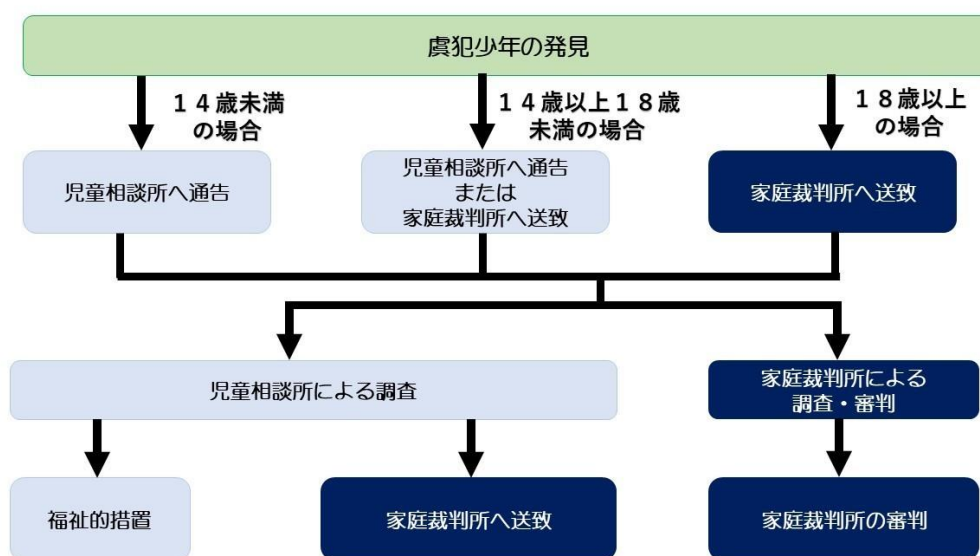 虞犯少年の発見
１４歳未満
の場合
１４歳以上１８歳
未満の場合
１８歳以上
の場合
児童相談所へ通告
児童相談所へ通告
または
家庭裁判所へ送致
家庭裁判所へ送致
児童相談所による調査
家庭裁判所による
調査・審判
福祉的措置
家庭裁判所へ送致
家庭裁判所の審判